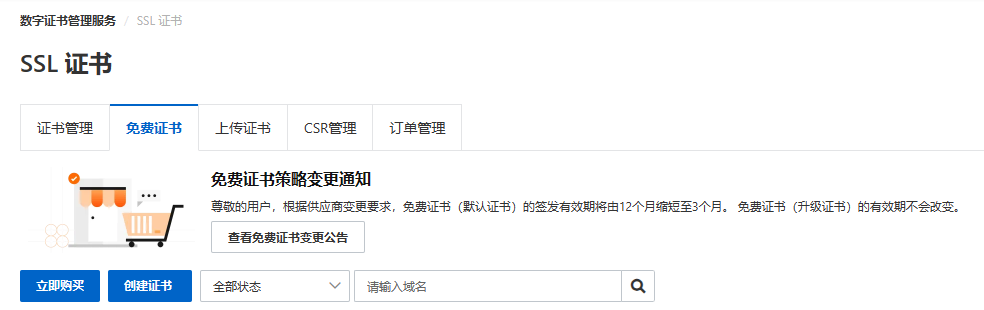 数字证书管理服务 / SSL 证书
SSL 证书
证书管理 免费证书 上传证书 CSR管理 订单管理
免费证书策略变更通知
尊敬的用户，根据供应商变更要求，免费证书（默认证书）的签发有效期将由12个月缩短至3个月。 免费证书（升级证书）的有效期不会改变。
查看免费证书变更公告
立即购买 创建证书 全部状态 请输入域名